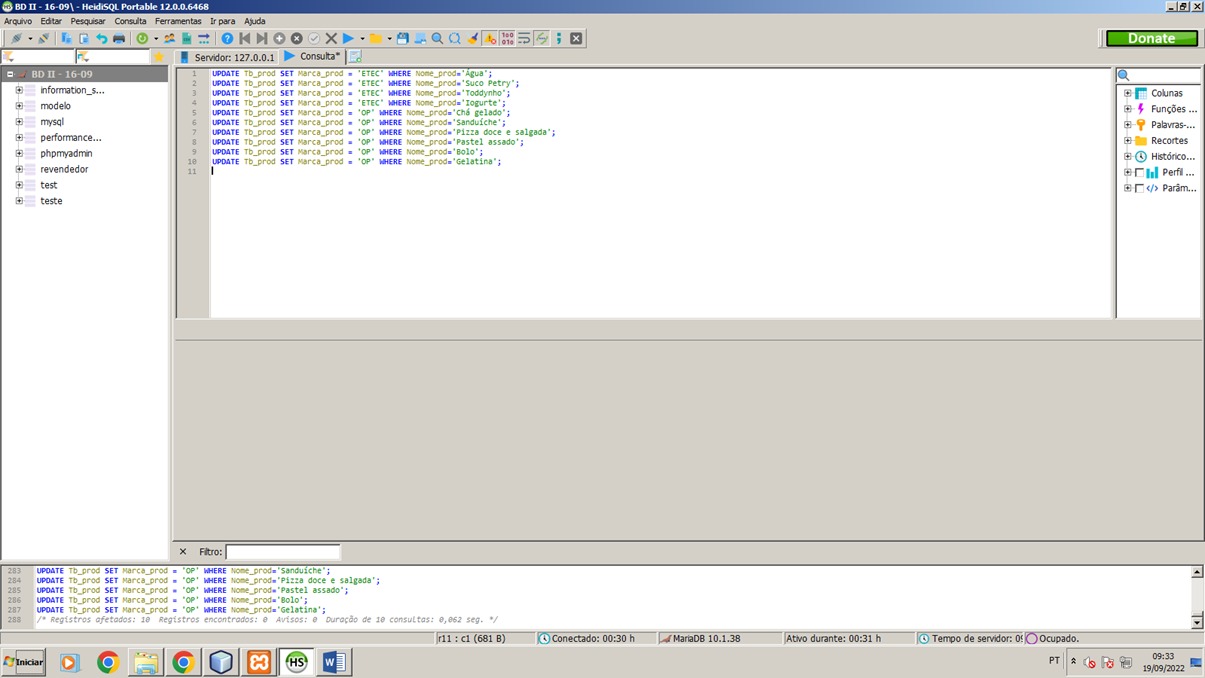 BD II - 16-09\ - HeidiSQL Portable 12.0.0.6468
Arquivo Editar Pesquisar Consulta Ferramentas Ir para Ajuda
Donate
Servidor: 127.0.0.1 Consulta*
BD II - 16-09
information_s...
modelo
mysql
performance...
phpmyadmin
revendedor
test
teste
1 UPDATE Tb_prod SET Marca_prod = 'ETEC' WHERE Nome_prod='Água';
2 UPDATE Tb_prod SET Marca_prod = 'ETEC' WHERE Nome_prod='Suco Petry';
3 UPDATE Tb_prod SET Marca_prod = 'ETEC' WHERE Nome_prod='Toddynho';
4 UPDATE Tb_prod SET Marca_prod = 'ETEC' WHERE Nome_prod='Iogurte';
5 UPDATE Tb_prod SET Marca_prod = 'OP' WHERE Nome_prod='Chá gelado';
6 UPDATE Tb_prod SET Marca_prod = 'OP' WHERE Nome_prod='Sanduíche';
7 UPDATE Tb_prod SET Marca_prod = 'OP' WHERE Nome_prod='Pizza doce e salgada';
8 UPDATE Tb_prod SET Marca_prod = 'OP' WHERE Nome_prod='Pastel assado';
9 UPDATE Tb_prod SET Marca_prod = 'OP' WHERE Nome_prod='Bolo';
10 UPDATE Tb_prod SET Marca_prod = 'OP' WHERE Nome_prod='Gelatina';
11
Colunas
Funções ...
Palavras-...
Recortes
Histórico...
Perfil ...
Parâm...
Filtro:
283 UPDATE Tb_prod SET Marca_prod = 'OP' WHERE Nome_prod='Sanduíche';
284 UPDATE Tb_prod SET Marca_prod = 'OP' WHERE Nome_prod='Pizza doce e salgada';
285 UPDATE Tb_prod SET Marca_prod = 'OP' WHERE Nome_prod='Pastel assado';
286 UPDATE Tb_prod SET Marca_prod = 'OP' WHERE Nome_prod='Bolo';
287 UPDATE Tb_prod SET Marca_prod = 'OP' WHERE Nome_prod='Gelatina';
288 /* Registros afetados: 10 Registros encontrados: 0 Avisos: 0 Duração de 10 consultas: 0,062 seg. */
r11 : c1 (681 B) Conectado: 00:30 h MariaDB 10.1.38 Ativo durante: 00:31 h Tempo de servidor: 09 Ocupado.
Iniciar PT 09:33
19/09/2022